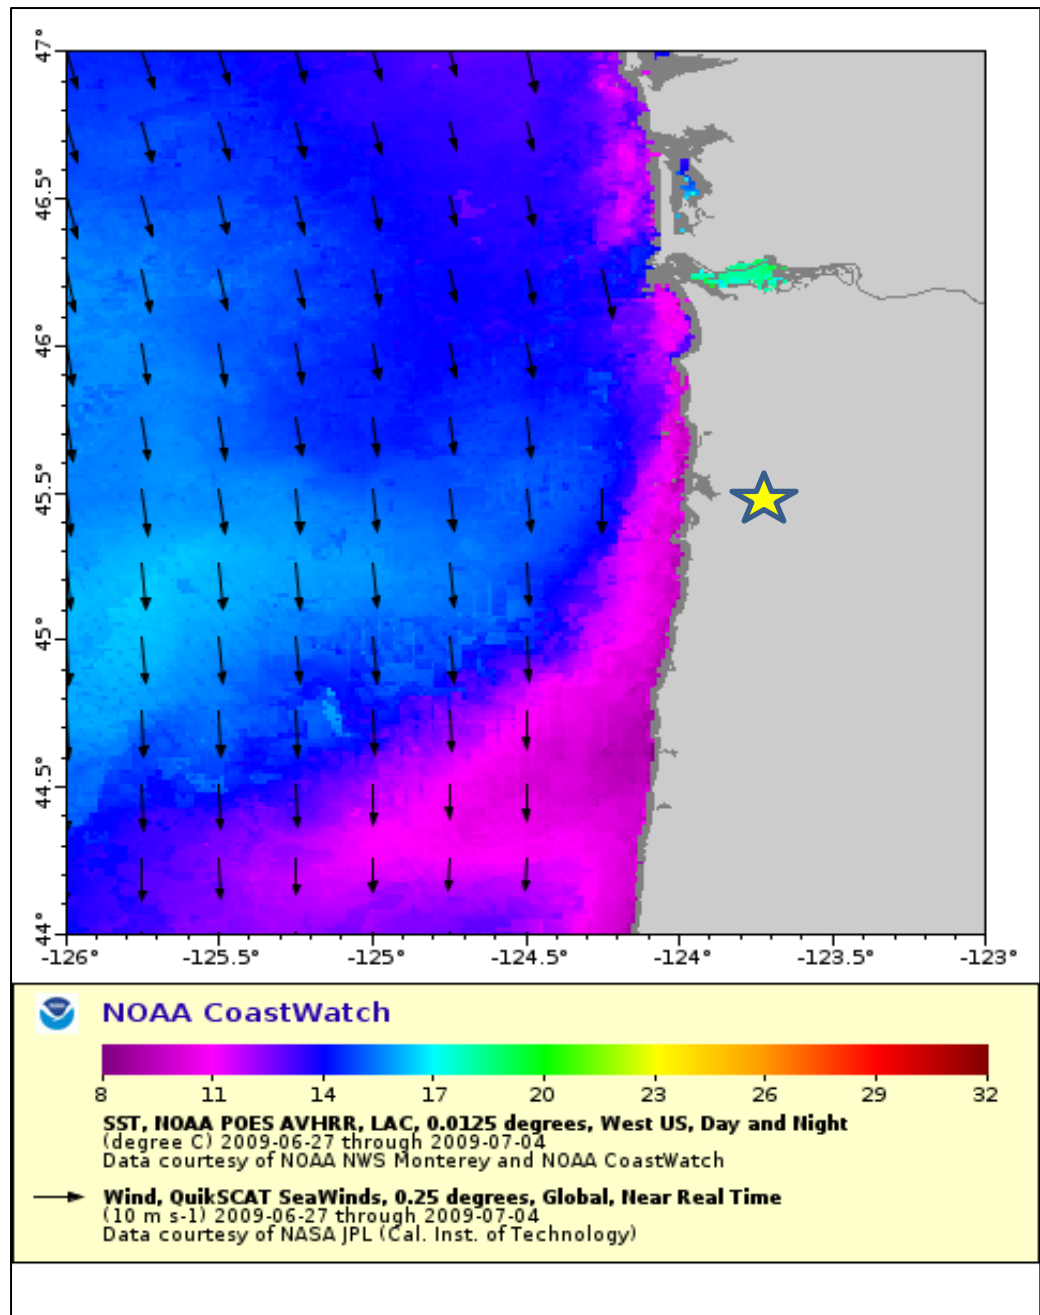 47°
46.5°
46°
45.5°
45°
44.5°
44°
-126° -125.5° -125° -124.5° -124° -123.5° -123°
NOAA CoastWatch
8 11 14 17 20 23 26 29 32
SST, NOAA POES AVHRR, LAC, 0.0125 degrees, West US, Day and Night
(degree C) 2009-06-27 through 2009-07-04
Data courtesy of NOAA NWS Monterey and NOAA CoastWatch
Wind, QuikSCAT SeaWinds, 0.25 degrees, Global, Near Real Time
(10 m s-1) 2009-06-27 through 2009-07-04
Data courtesy of NASA JPL (Cal. Inst. of Technology)